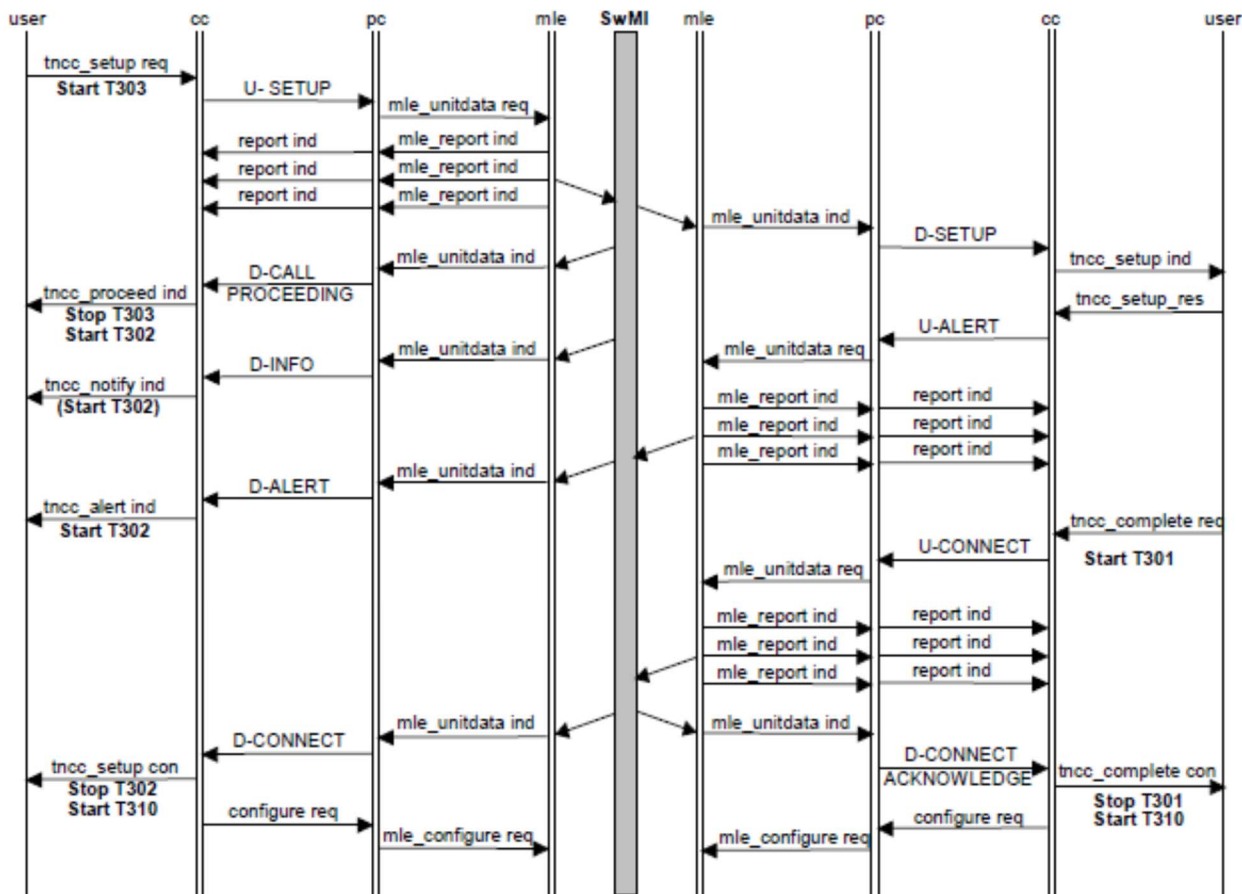 user cc pc mle SwMI mle pc cc user
tncc_setup req
Start T303
U- SETUP
mle_unitdata req
report ind mle_report ind
report ind mle_report ind
report ind mle_report ind
mle_unitdata ind
D-SETUP
tncc_setup ind
mle_unitdata ind
D-CALL
PROCEEDING
tncc_proceed ind
Stop T303
Start T302
tncc_setup_res
U-ALERT
mle_unitdata req
mle_unitdata ind
D-INFO
tncc_notify ind
(Start T302)
mle_report ind report ind
mle_report ind report ind
mle_report ind report ind
mle_unitdata ind
D-ALERT
tncc_alert ind
Start T302
tncc_complete req
Start T301
U-CONNECT
mle_unitdata req
mle_report ind report ind
mle_report ind report ind
mle_report ind report ind
mle_unitdata ind
D-CONNECT
tncc_setup con
Stop T302
Start T310
configure req
mle_configure req
mle_unitdata ind
D-CONNECT
ACKNOWLEDGE
tncc_complete con
Stop T301
Start T310
configure req
mle_configure req